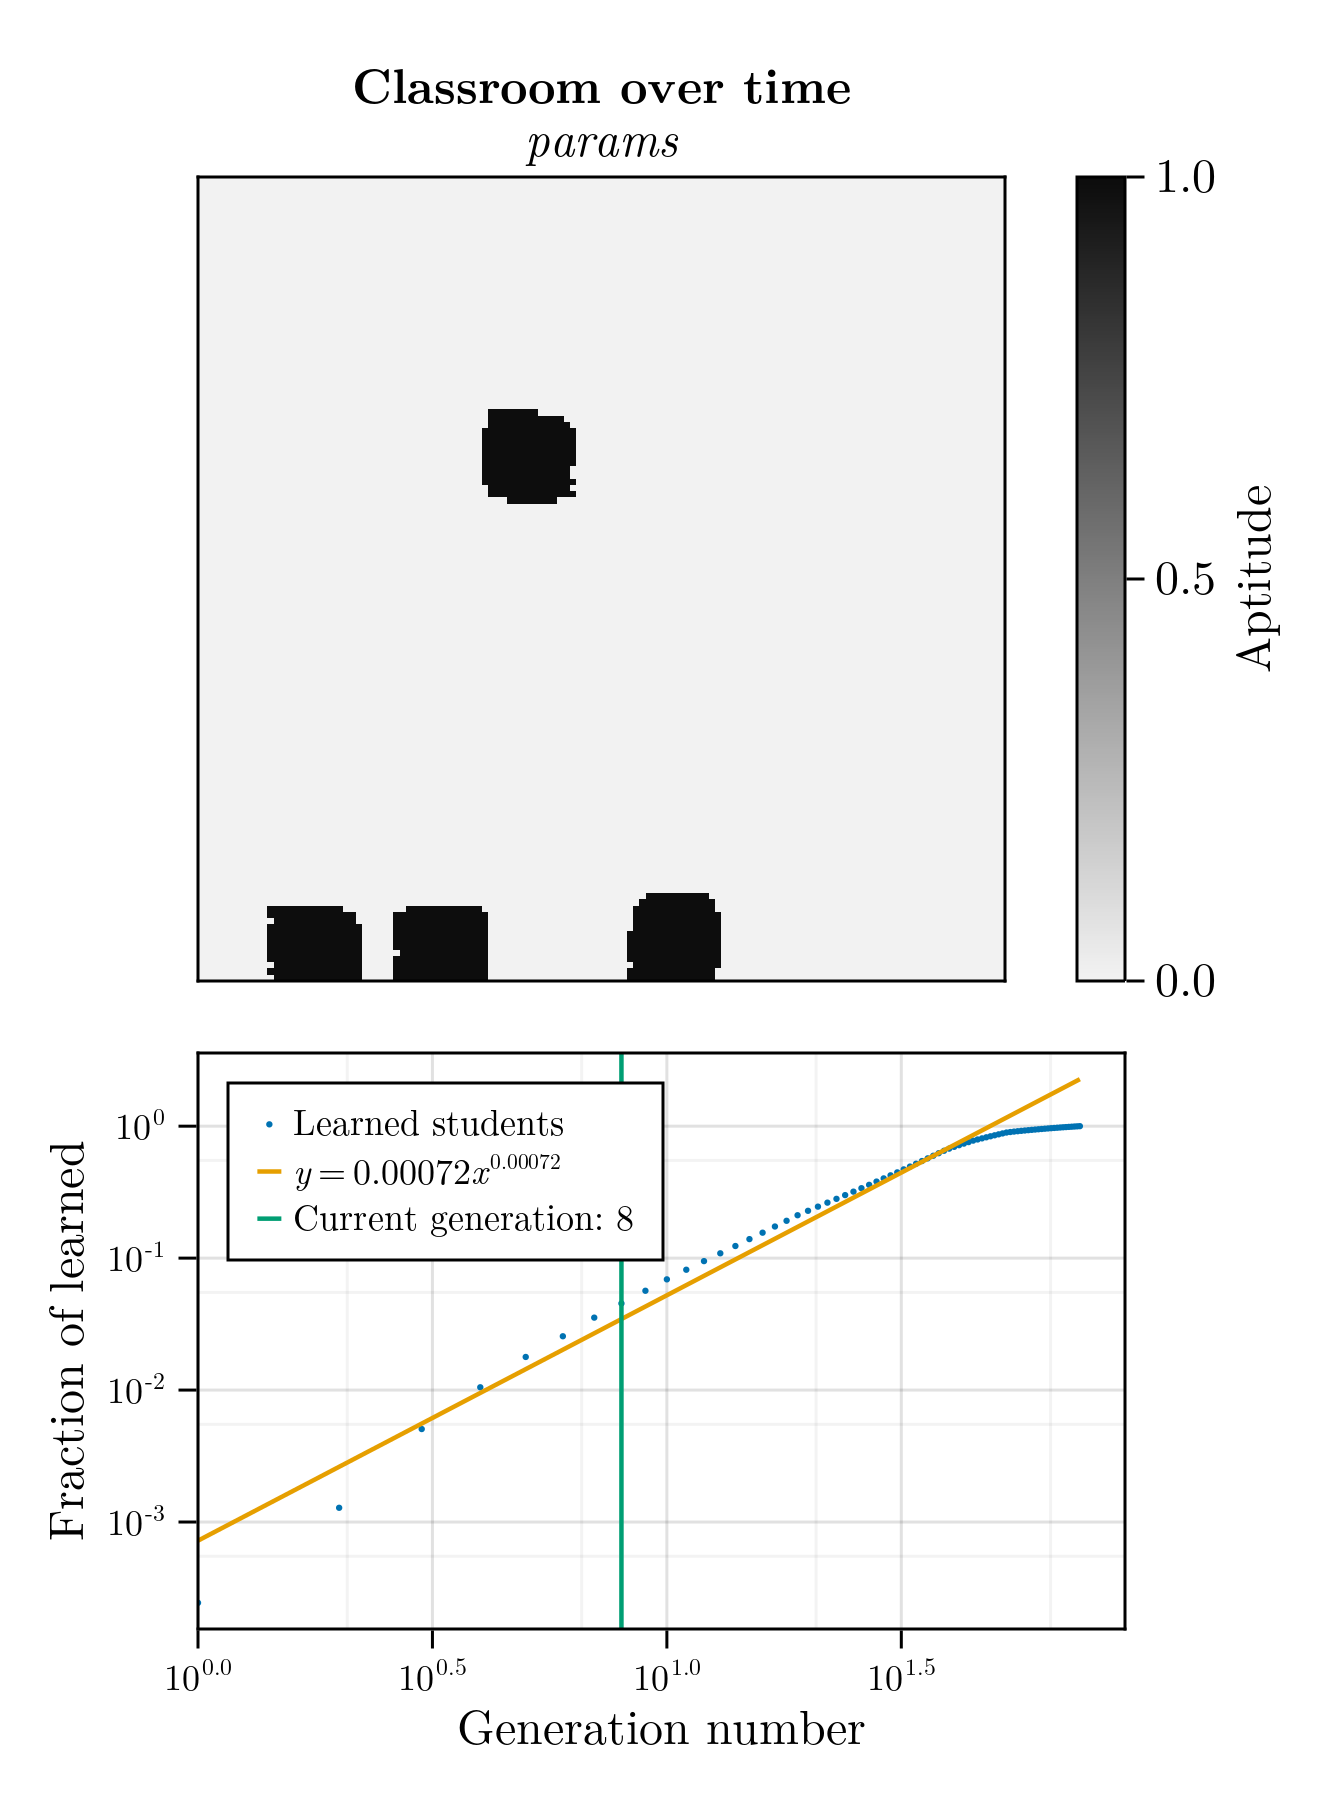 Classroom over time
params
1.0
0.5
0.0
Aptitude
Learned students
y = 0.00072x^0.00072
Current generation: 8
10^0
10^-1
10^-2
10^-3
Fraction of learned
10^0.0 10^0.5 10^1.0 10^1.5
Generation number